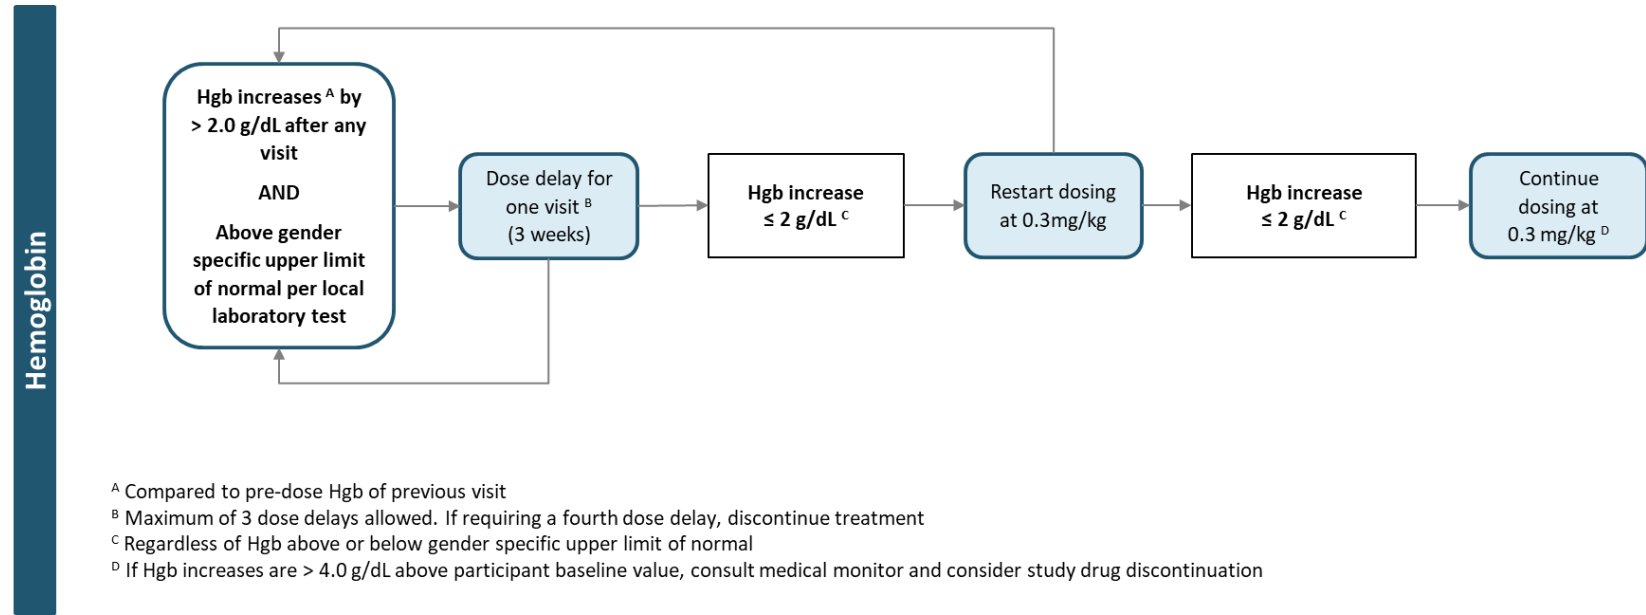 Hemoglobin
Hgb increases A by
> 2.0 g/dL after any
visit
AND
Above gender
specific upper limit
of normal per local
laboratory test
Dose delay for
one visit B
(3 weeks)
Hgb increase
≤ 2 g/dL C
Restart dosing
at 0.3mg/kg
Hgb increase
≤ 2 g/dL C
Continue
dosing at
0.3 mg/kg D
A Compared to pre-dose Hgb of previous visit
B Maximum of 3 dose delays allowed. If requiring a fourth dose delay, discontinue treatment
C Regardless of Hgb above or below gender specific upper limit of normal
D If Hgb increases are > 4.0 g/dL above participant baseline value, consult medical monitor and consider study drug discontinuation